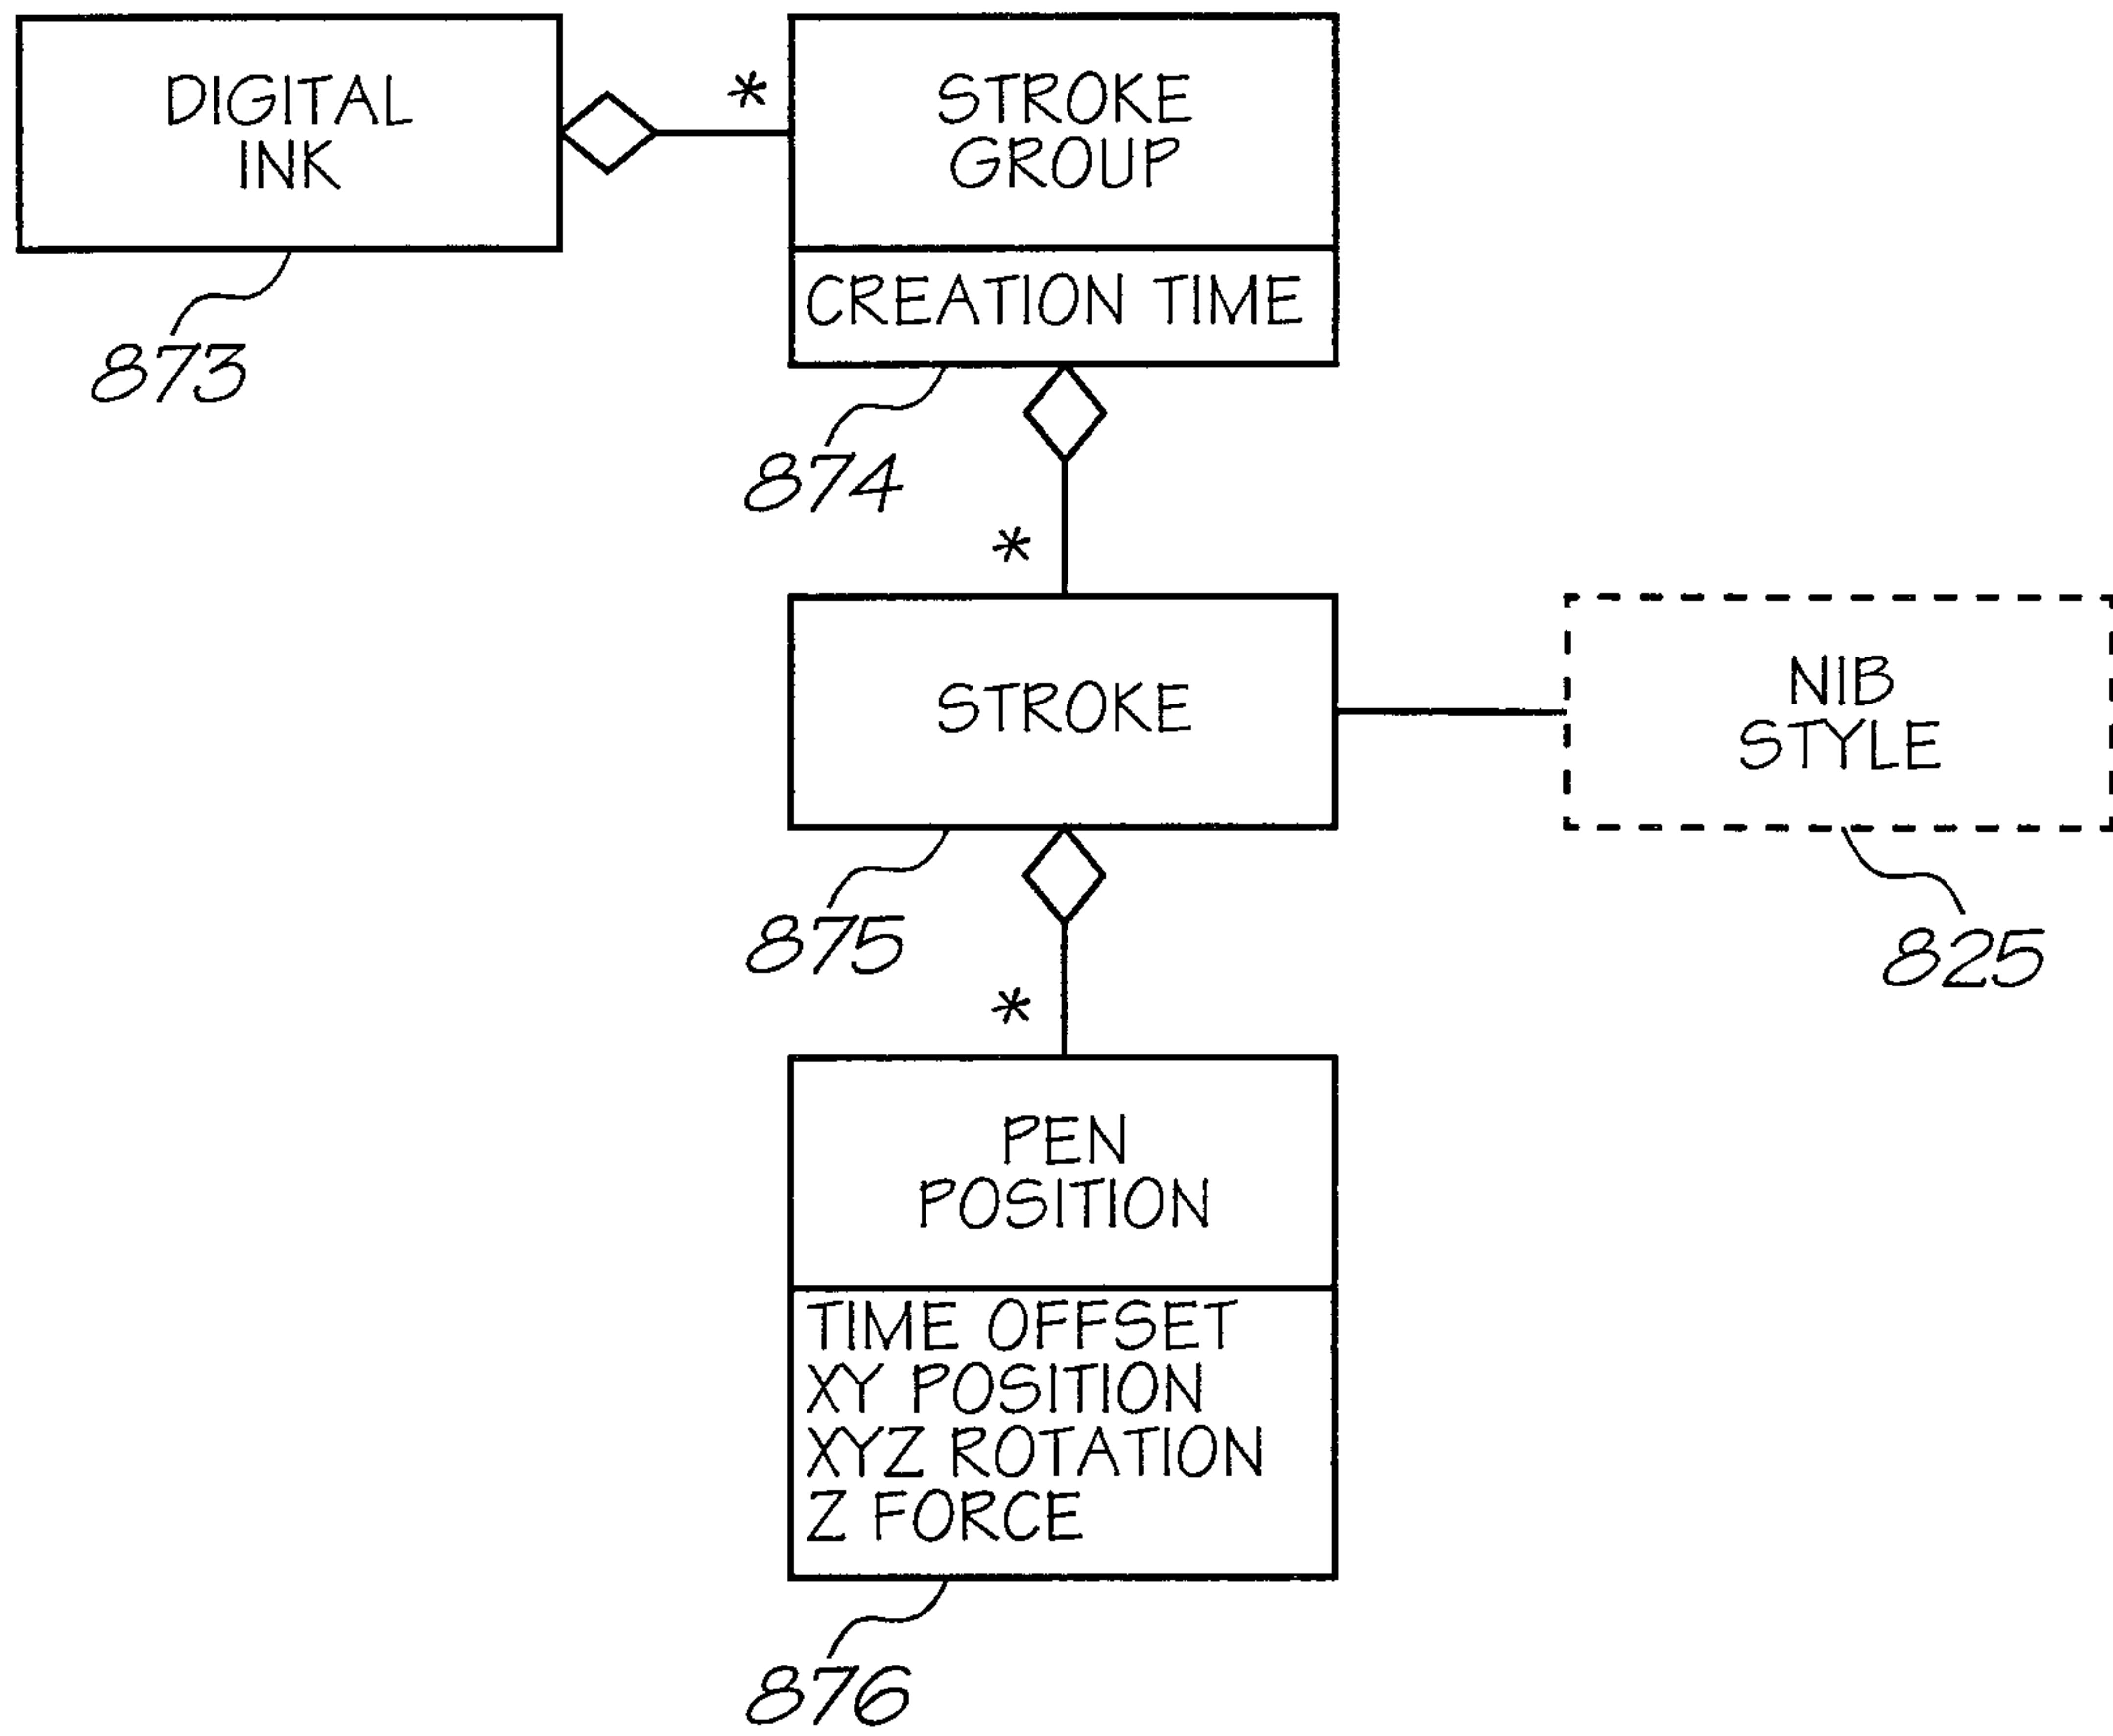 DIGITAL
INK
*
STROKE
GROUP
CREATION TIME
873
874
*
STROKE
NIB
STYLE
875
825
*
PEN
POSITION
TIME OFFSET
XY POSITION
XYZ ROTATION
Z FORCE
876